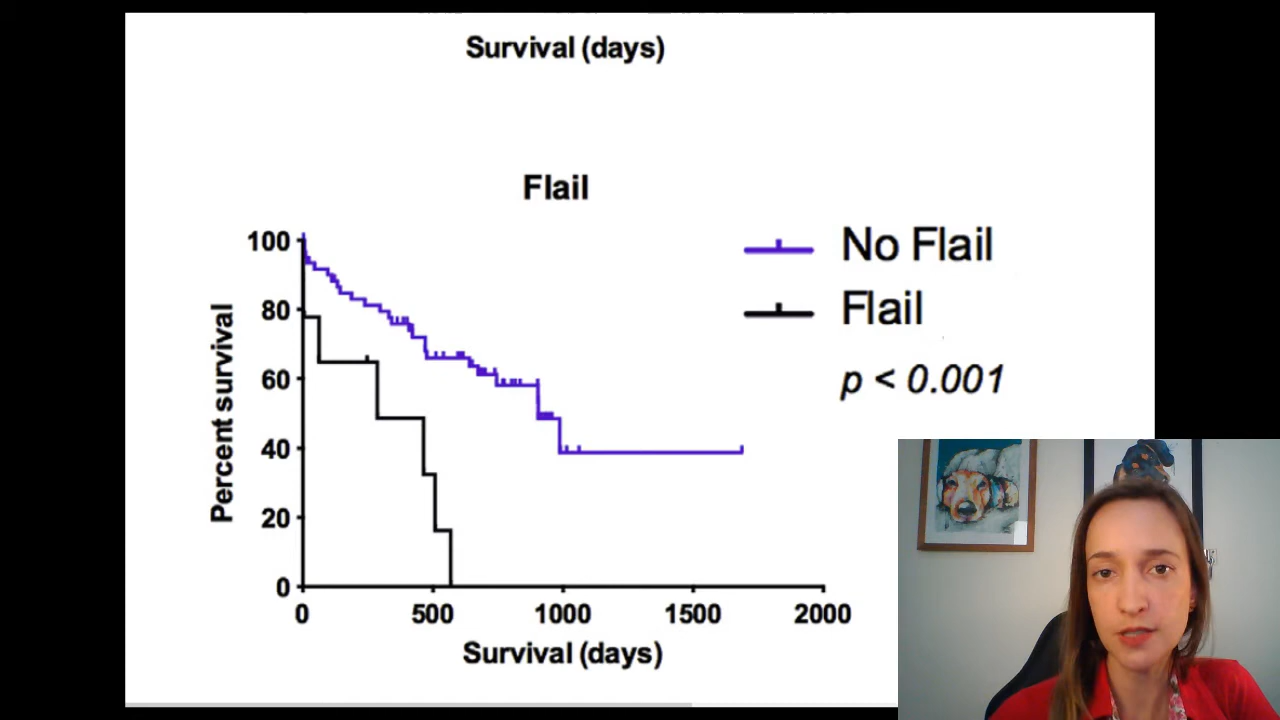 Survival (days)
Flail
No Flail
Flail
p < 0.001
Percent survival
100
80
60
40
20
0
0 500 1000 1500 2000
Survival (days)